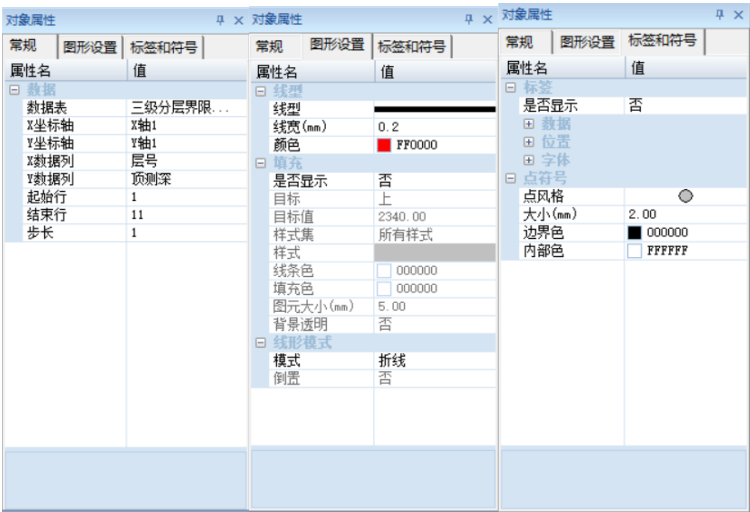 对象属性
常规 图形设置 标签和符号
属性名 值
数据
数据表 三级分层界限...
X坐标轴 X轴1
Y坐标轴 Y轴1
X数据列 层号
Y数据列 顶测深
起始行 1
结束行 11
步长 1
对象属性
常规 图形设置 标签和符号
属性名 值
线型
线型
线宽(mm) 0.2
颜色 FF0000
填充
是否显示 否
目标 上
目标值 2340.00
样式集 所有样式
样式
线条色 000000
填充色 000000
图元大小(mm) 5.00
背景透明 否
线形模式
模式 折线
倒置 否
对象属性
常规 图形设置 标签和符号
属性名 值
标签
是否显示 否
数据
位置
字体
点符号
点风格
大小(mm) 2.00
边界色 000000
内部色 FFFFFF